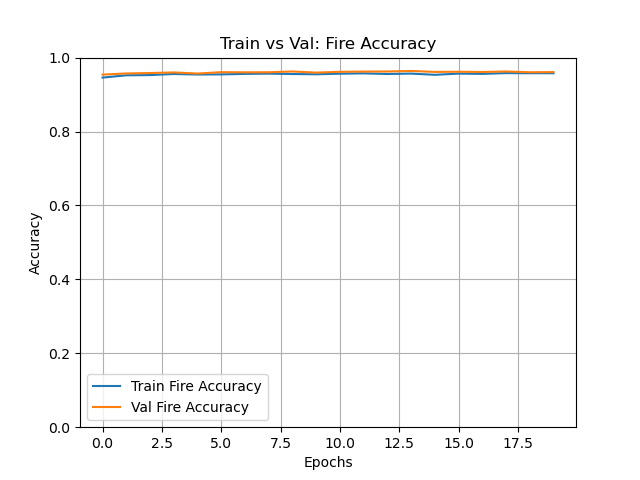 Train vs Val: Fire Accuracy
1.0
0.8
0.6
0.4
0.2
0.0
Accuracy
Train Fire Accuracy
Val Fire Accuracy
0.0 2.5 5.0 7.5 10.0 12.5 15.0 17.5
Epochs